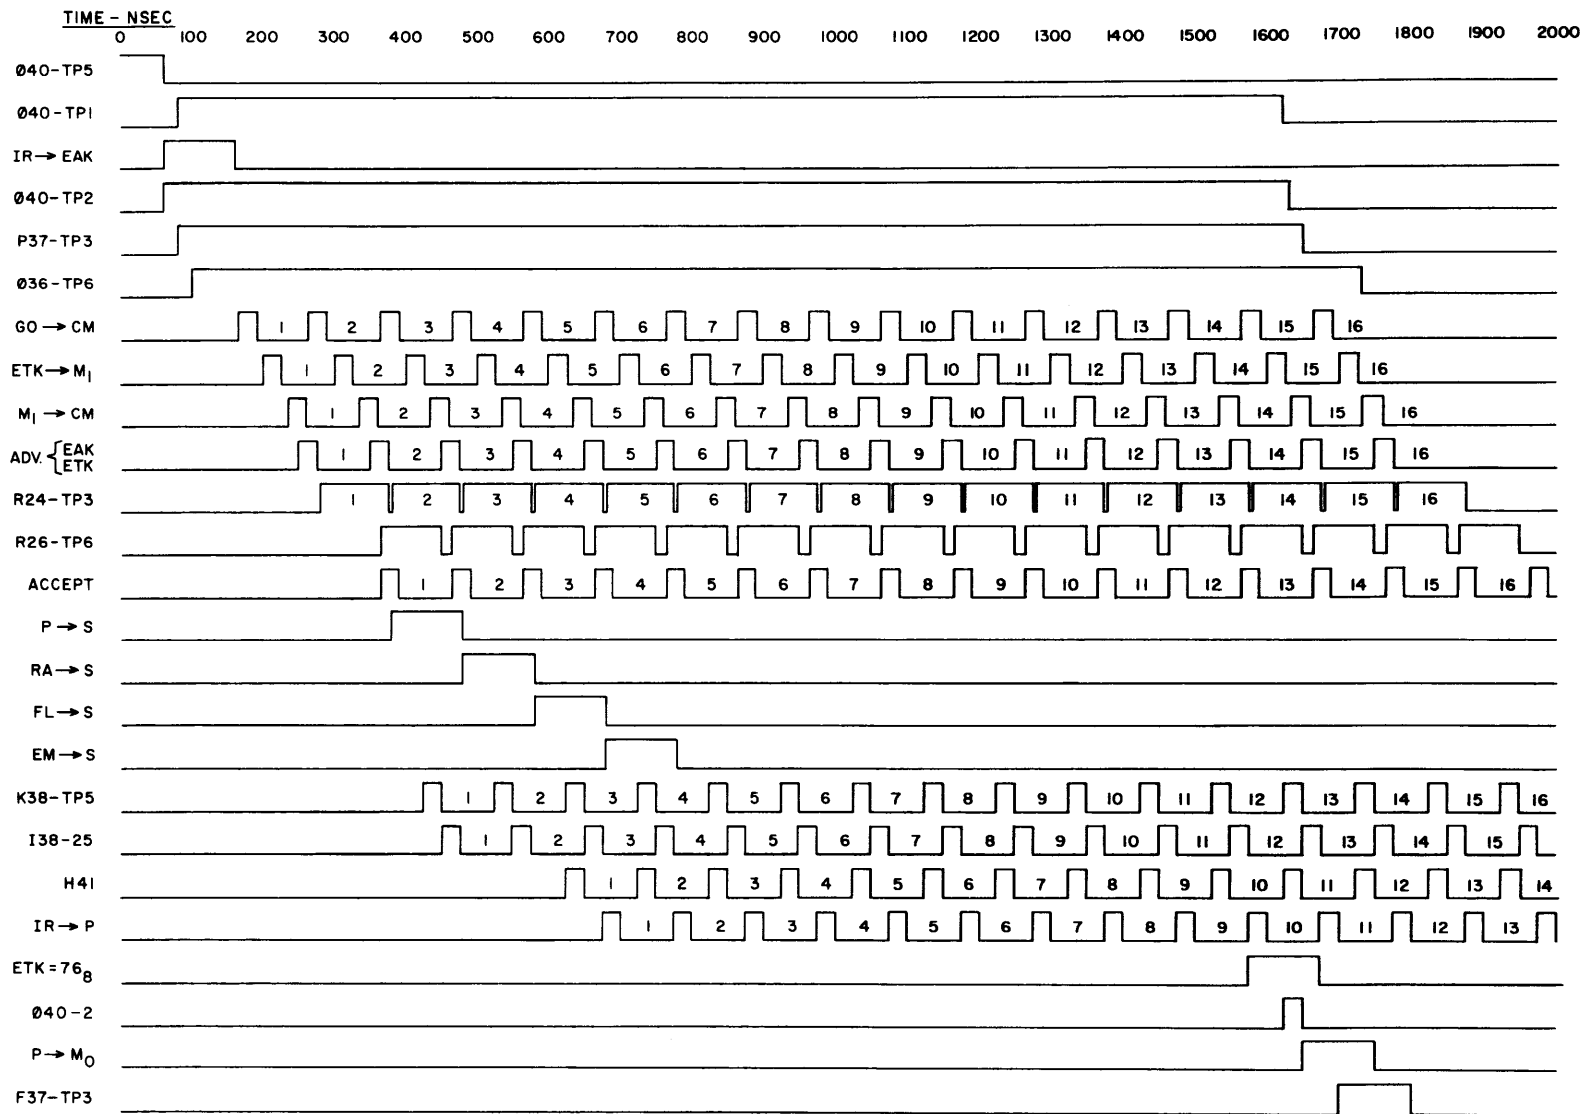 TIME - NSEC
0 100 200 300 400 500 600 700 800 900 1000 1100 1200 1300 1400 1500 1600 1700 1800 1900 2000
Ø40-TP5
Ø40-TP1
IR→EAK
Ø40-TP2
P37-TP3
Ø36-TP6
GO→CM 1 2 3 4 5 6 7 8 9 10 11 12 13 14 15 16
ETK→M₁ 1 2 3 4 5 6 7 8 9 10 11 12 13 14 15 16
M₁→CM 1 2 3 4 5 6 7 8 9 10 11 12 13 14 15 16
ADV. { EAK ETK 1 2 3 4 5 6 7 8 9 10 11 12 13 14 15 16
R24-TP3 1 2 3 4 5 6 7 8 9 10 11 12 13 14 15 16
R26-TP6
ACCEPT 1 2 3 4 5 6 7 8 9 10 11 12 13 14 15 16
P→S
RA→S
FL→S
EM→S
K38-TP5 1 2 3 4 5 6 7 8 9 10 11 12 13 14 15 16
I38-25 1 2 3 4 5 6 7 8 9 10 11 12 13 14 15
H41 1 2 3 4 5 6 7 8 9 10 11 12 13 14
IR→P 1 2 3 4 5 6 7 8 9 10 11 12 13
ETK=76₈
Ø40-2
P→M₀
F37-TP3